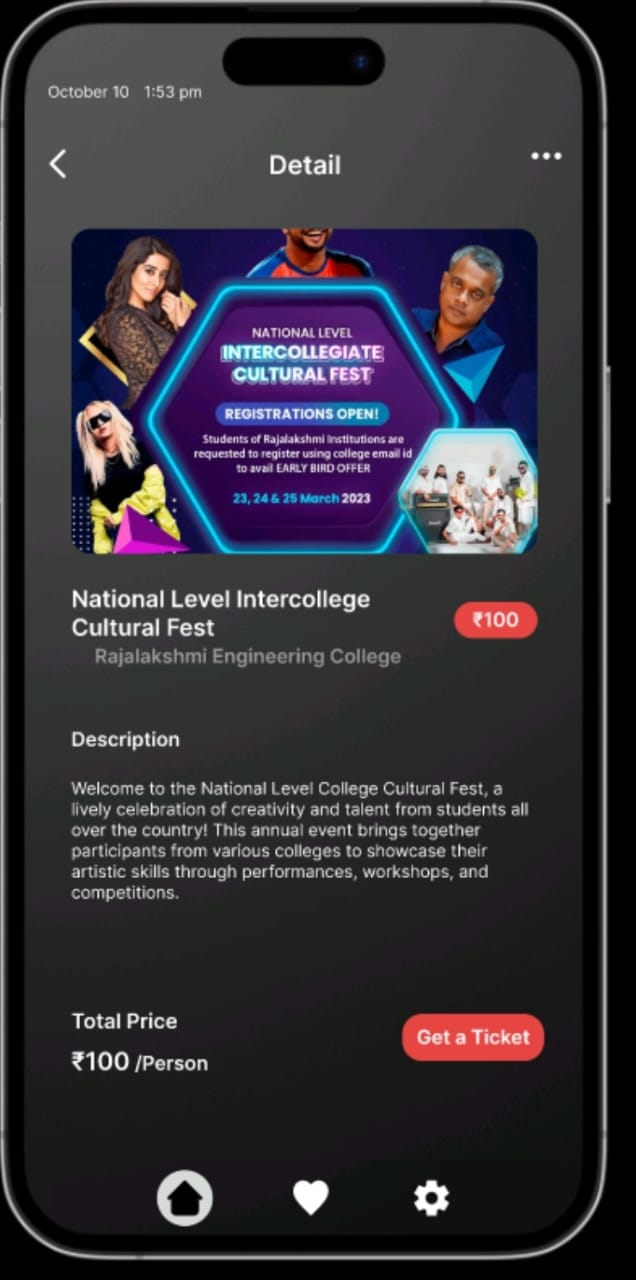 October 10 1:53 pm
Detail
NATIONAL LEVEL
INTERCOLLEGIATE
CULTURAL FEST
REGISTRATIONS OPEN!
Students of Rajalakshmi Institutions are
requested to register using college email id
to avail EARLY BIRD OFFER
23, 24 & 25 March 2023
National Level Intercollege
Cultural Fest
₹100
Rajalakshmi Engineering College
Description
Welcome to the National Level College Cultural Fest, a
lively celebration of creativity and talent from students all
over the country! This annual event brings together
participants from various colleges to showcase their
artistic skills through performances, workshops, and
competitions.
Total Price
Get a Ticket
₹100 /Person